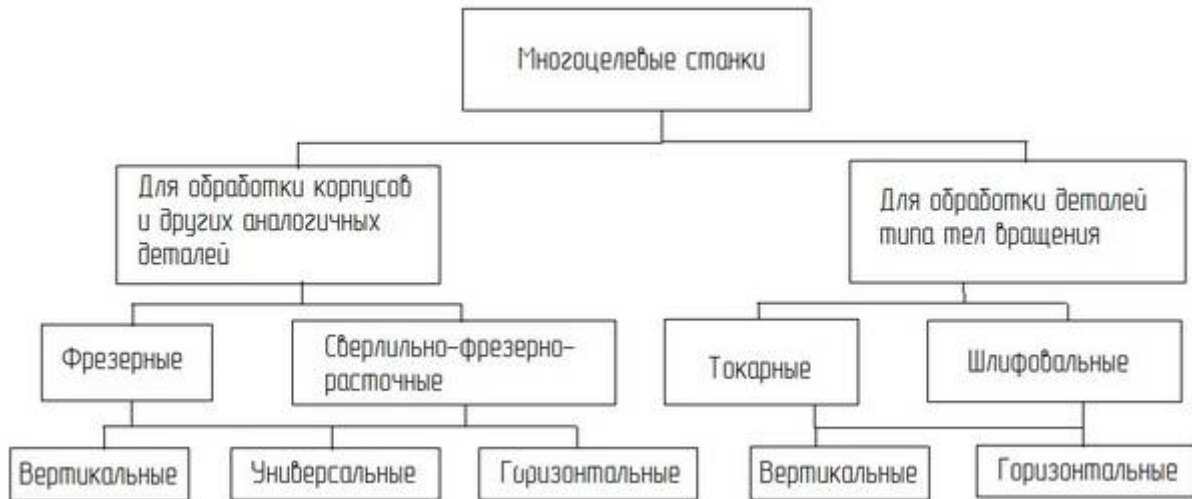 Многоцелевые станки
Для обработки корпусов
и других аналогичных
деталей
Для обработки деталей
типа тел вращения
Фрезерные
Сверлильно-фрезерно-
расточные
Токарные
Шлифовальные
Вертикальные
Универсальные
Горизонтальные
Вертикальные
Горизонтальные